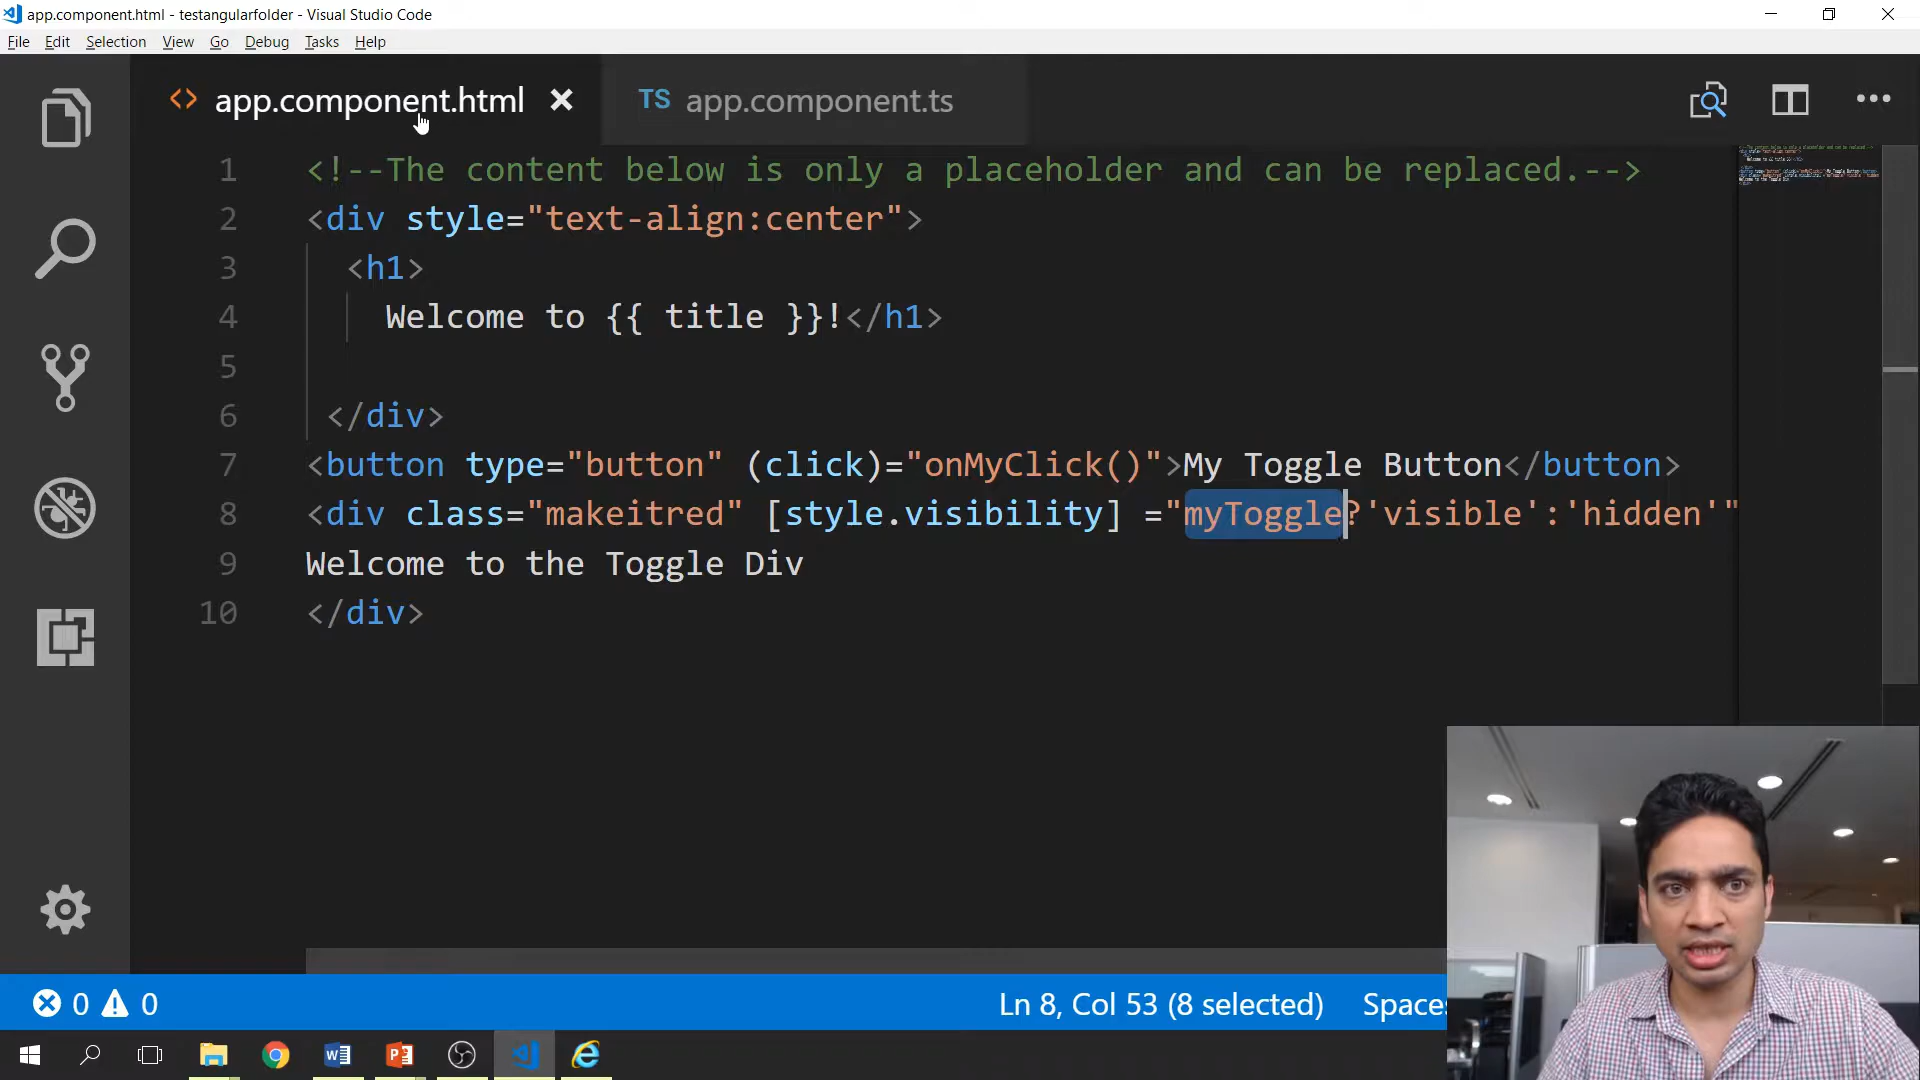 app.component.html - testangularfolder - Visual Studio Code
File Edit Selection View Go Debug Tasks Help
<> app.component.html TS app.component.ts
1 <!--The content below is only a placeholder and can be replaced.-->
2 <div style="text-align:center">
3 <h1>
4 Welcome to {{ title }}!</h1>
5
6 </div>
7 <button type="button" (click)="onMyClick()">My Toggle Button</button>
8 <div class="makeitred" [style.visibility] ="myToggle?'visible':'hidden'"
9 Welcome to the Toggle Div
10 </div>
0 0 Ln 8, Col 53 (8 selected) Spaces